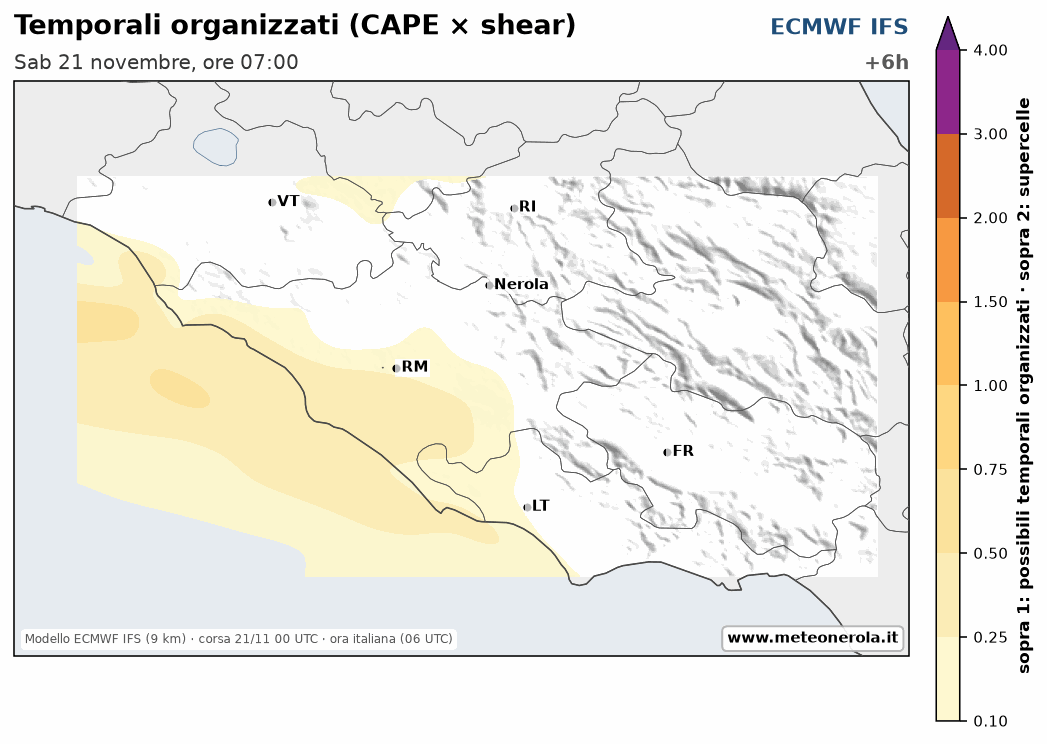 Temporali organizzati (CAPE × shear)
ECMWF IFS
Sab 21 novembre, ore 07:00
+6h
VT
RI
Nerola
RM
FR
LT
Modello ECMWF IFS (9 km) · corsa 21/11 00 UTC · ora italiana (06 UTC)
www.meteonerola.it
4.00
3.00
2.00
1.50
1.00
0.75
0.50
0.25
0.10
sopra 1: possibili temporali organizzati · sopra 2: supercelle